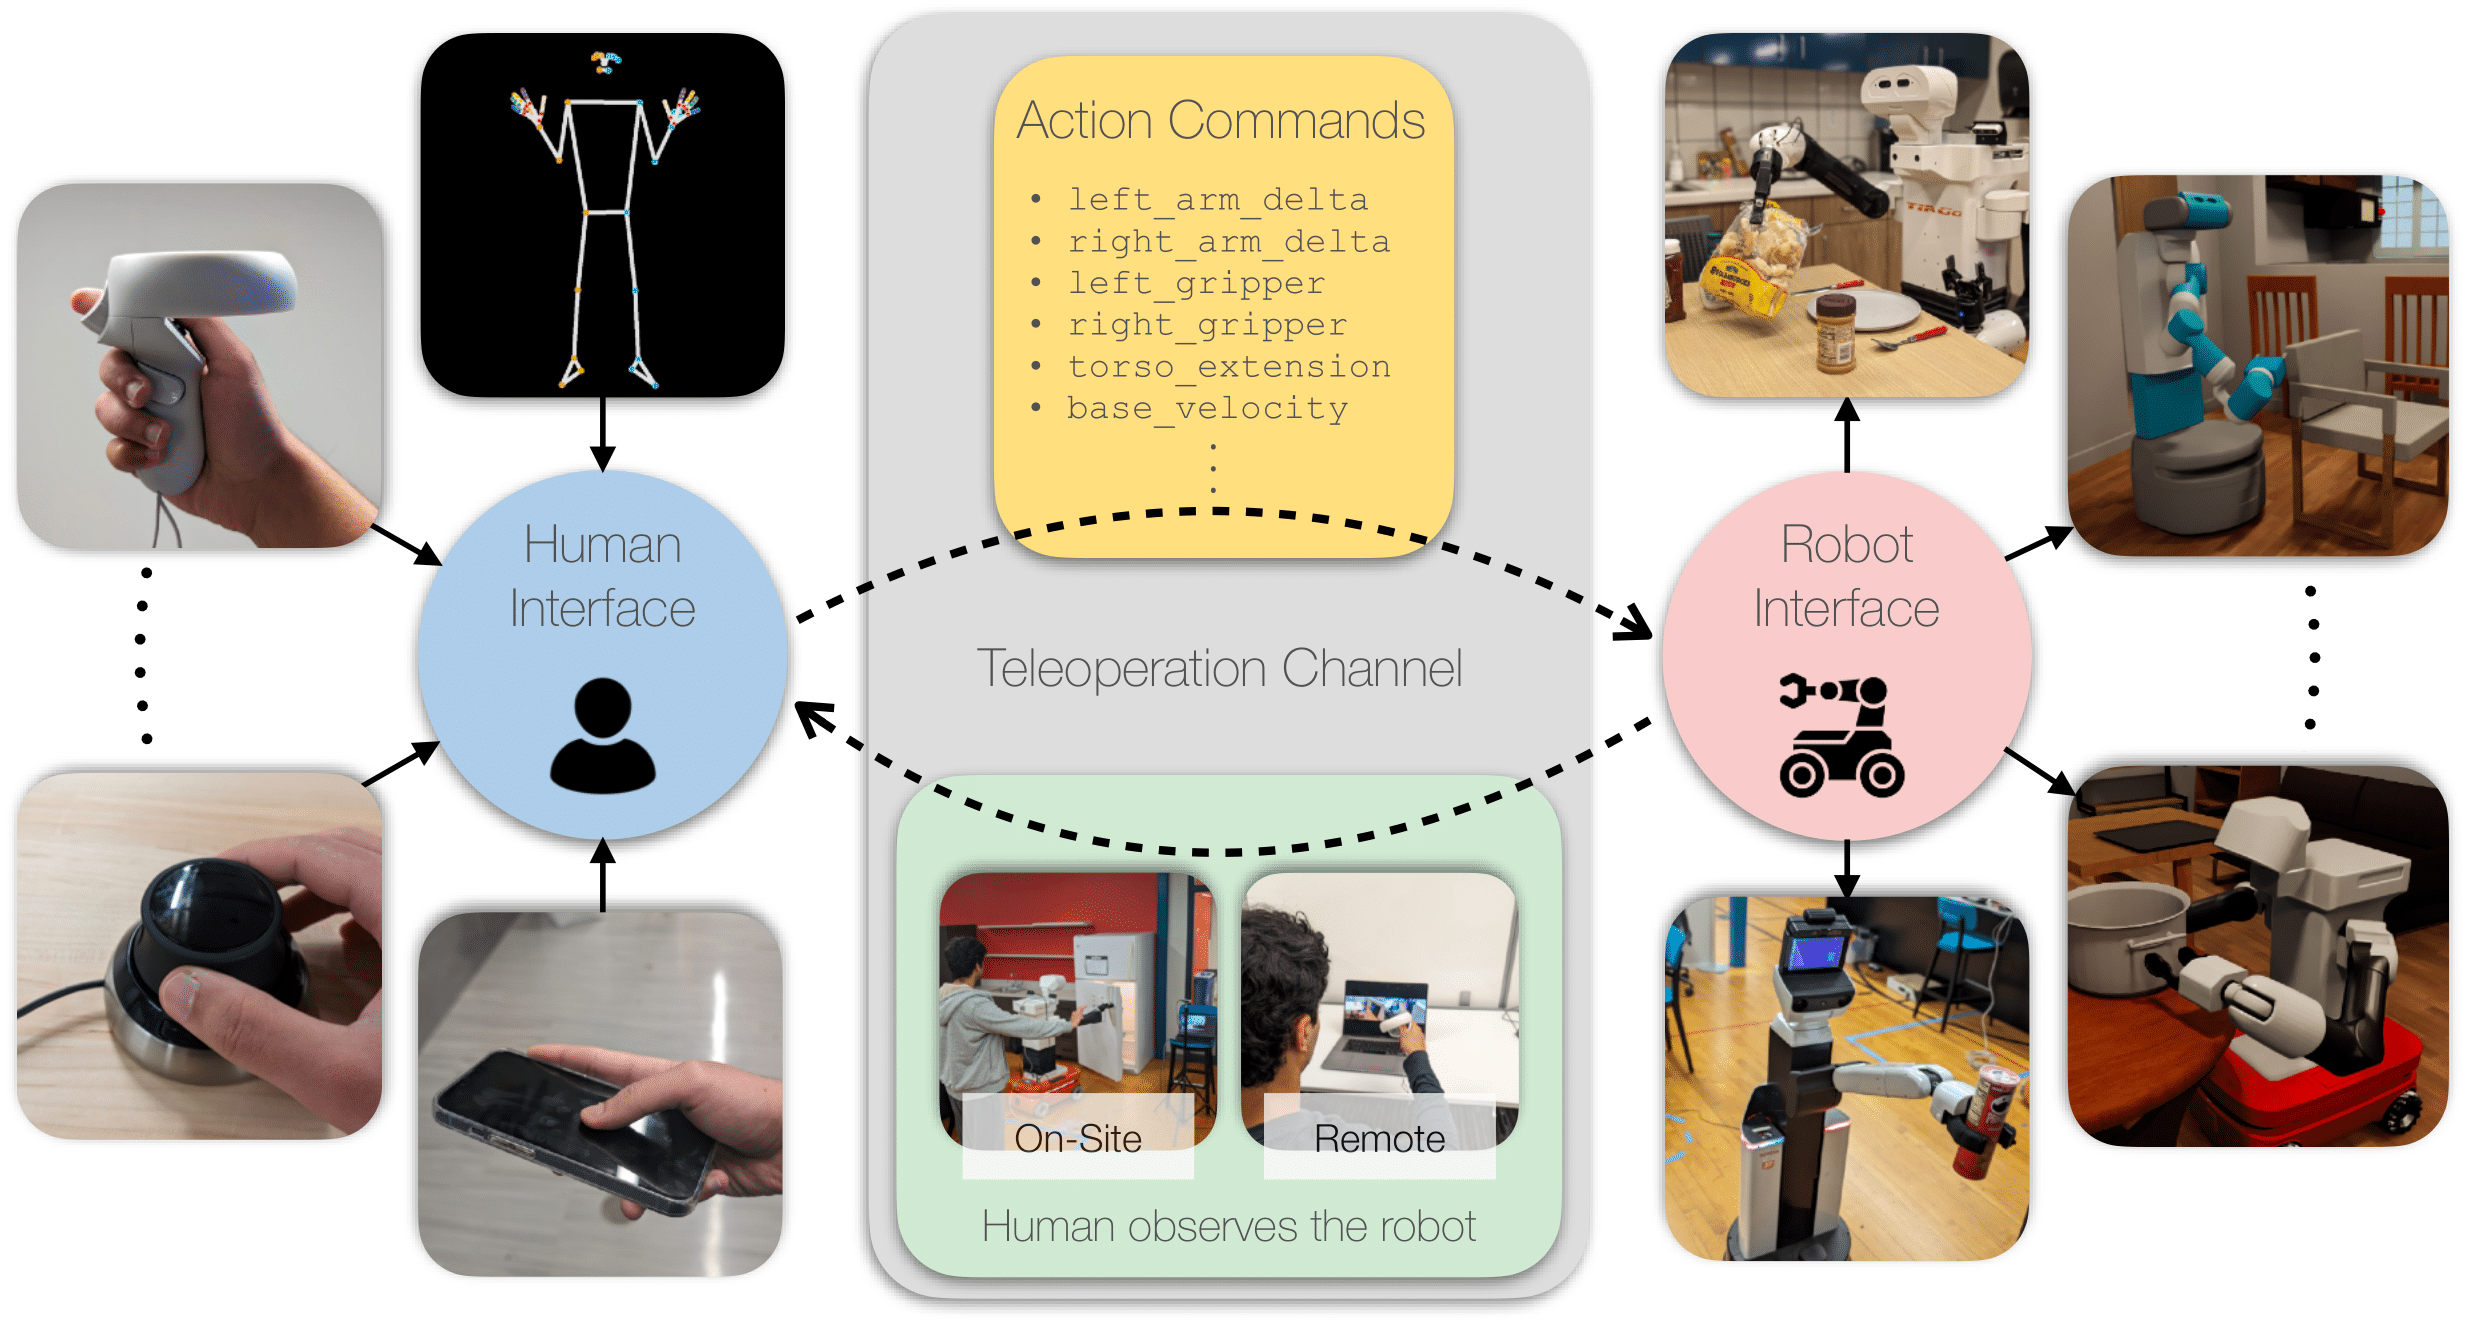 Action Commands
• left_arm_delta
• right_arm_delta
• left_gripper
• right_gripper
• torso_extension
• base_velocity
Human
Interface
Teleoperation Channel
Robot
Interface
On-Site
Remote
Human observes the robot
TIAGo